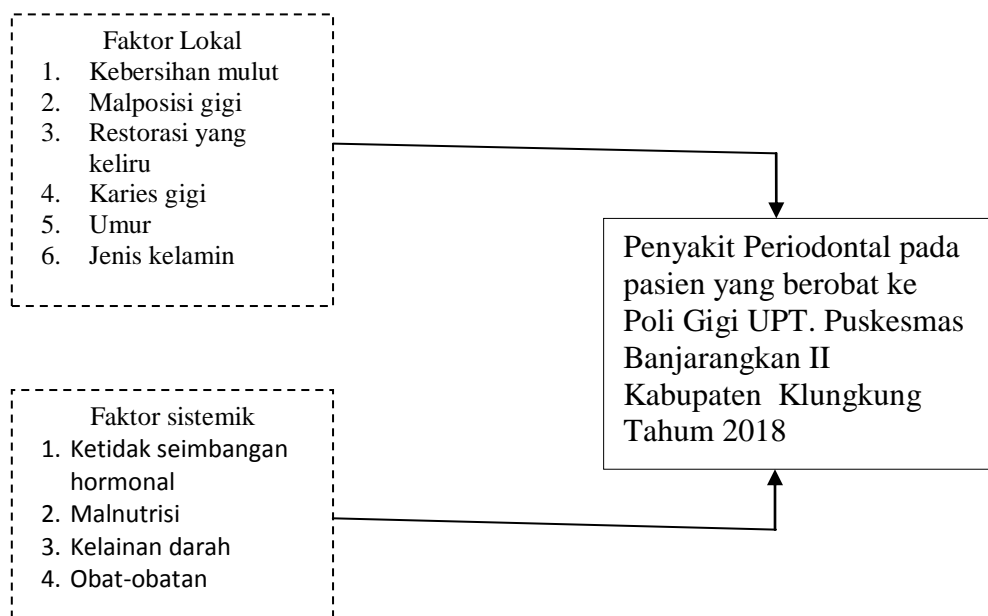 Faktor Lokal
1. Kebersihan mulut
2. Malposisi gigi
3. Restorasi yang
keliru
4. Karies gigi
5. Umur
6. Jenis kelamin
Penyakit Periodontal pada
pasien yang berobat ke
Poli Gigi UPT. Puskesmas
Banjarangkan II
Kabupaten Klungkung
Tahum 2018
Faktor sistemik
1. Ketidak seimbangan
hormonal
2. Malnutrisi
3. Kelainan darah
4. Obat-obatan